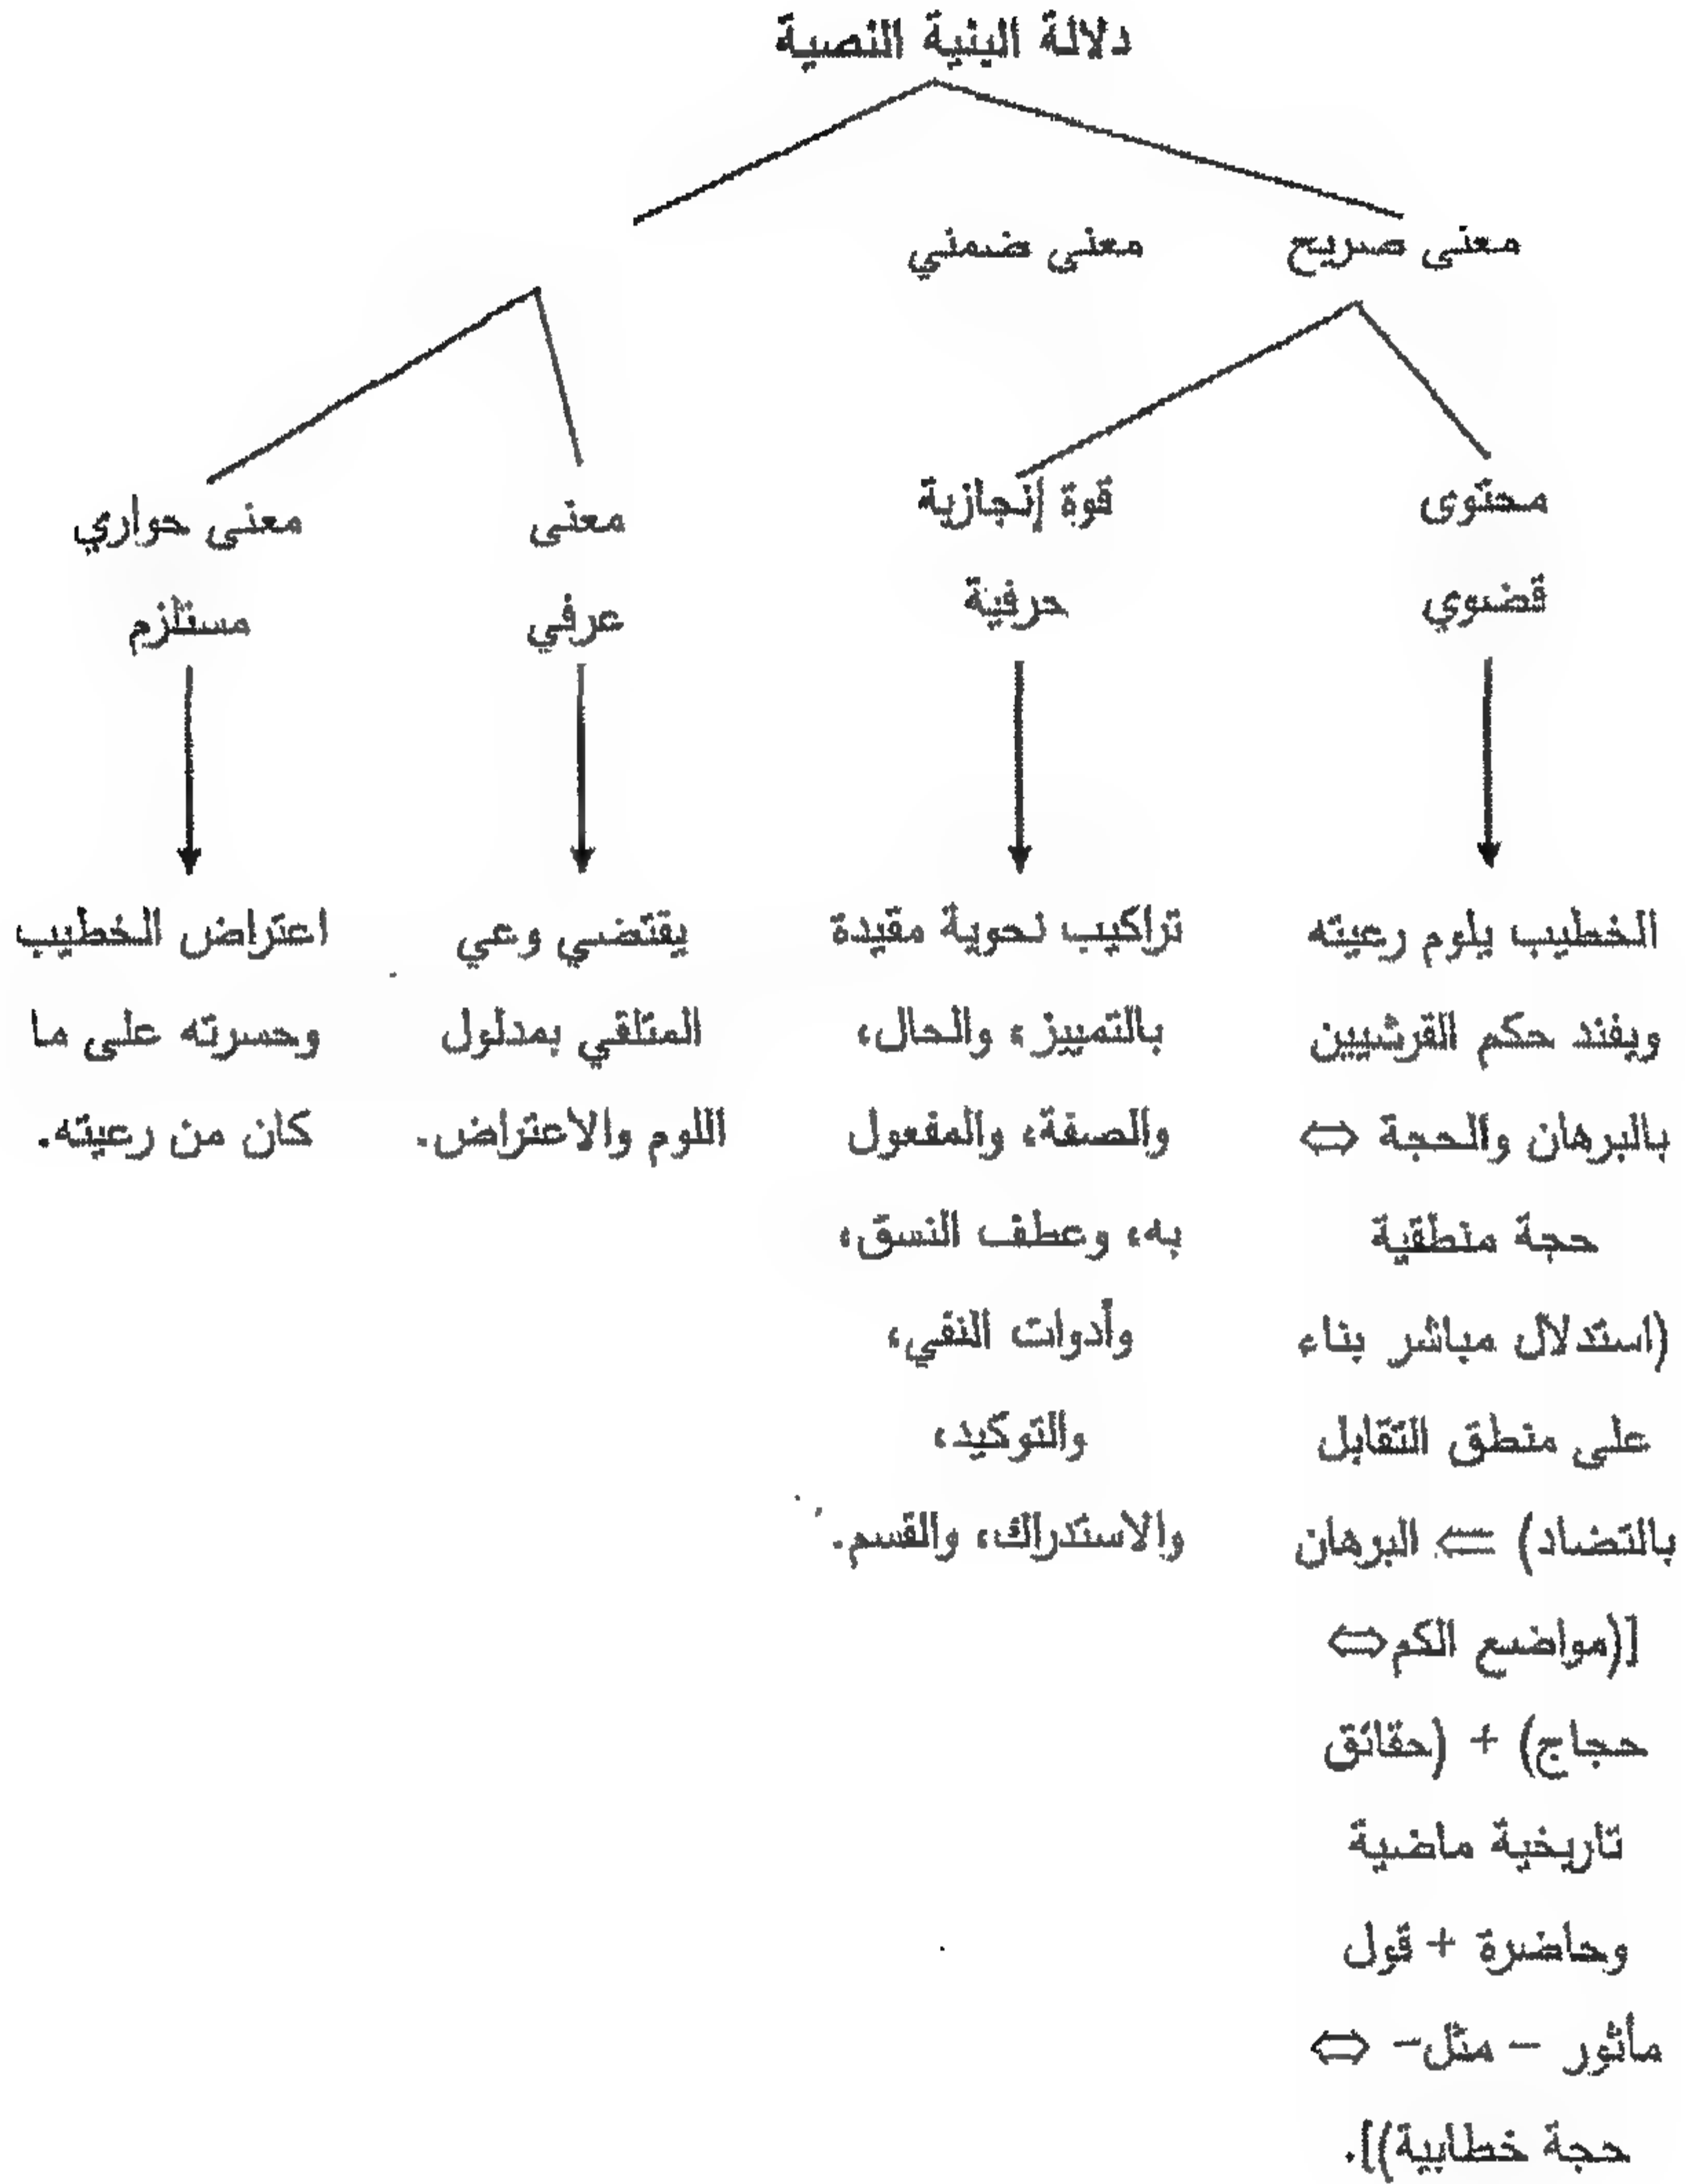 دلالة البنية النصية
معنى صريح
معنى ضمني
محتوى
قضوي
قوة إنجازية
حرفية
معنى
عرفي
معنى حواري
مستلزم
الخطيب يلوم رعيته
ويفند حكم القرشيين
بالبرهان والحجة ⇔
حجة منطقية
(استدلال مباشر بناء
على منطق التقابل
بالتضاد) ⇐ البرهان
[(مواضع الكم⇔
حجاج) + (حقائق
تاريخية ماضية
وحاضرة + قول
مأثور – مثل- ⇔
حجة خطابية)].
تراكيب نحوية مقيدة
بالتمييز، والحال،
والصفة، والمفعول
به، وعطف النسق،
وأدوات النفي،
والتوكيد،
والاستدراك، والقسم.
يقتضي وعي
المتلقي بمدلول
اللوم والاعتراض.
اعتراض الخطيب
وحسرته على ما
كان من رعيته.